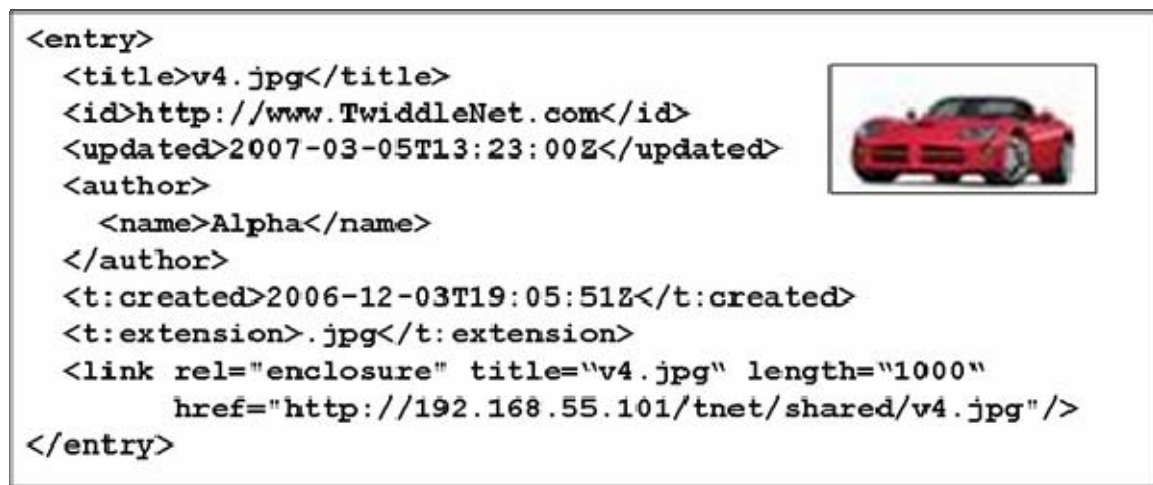 <entry>
<title>v4.jpg</title>
<id>http://www.TwiddleNet.com</id>
<updated>2007-03-05T13:23:00Z</updated>
<author>
<name>Alpha</name>
</author>
<t:created>2006-12-03T19:05:51Z</t:created>
<t:extension>.jpg</t:extension>
<link rel="enclosure" title=“v4.jpg“ length=“1000“
href="http://192.168.55.101/tnet/shared/v4.jpg"/>
</entry>